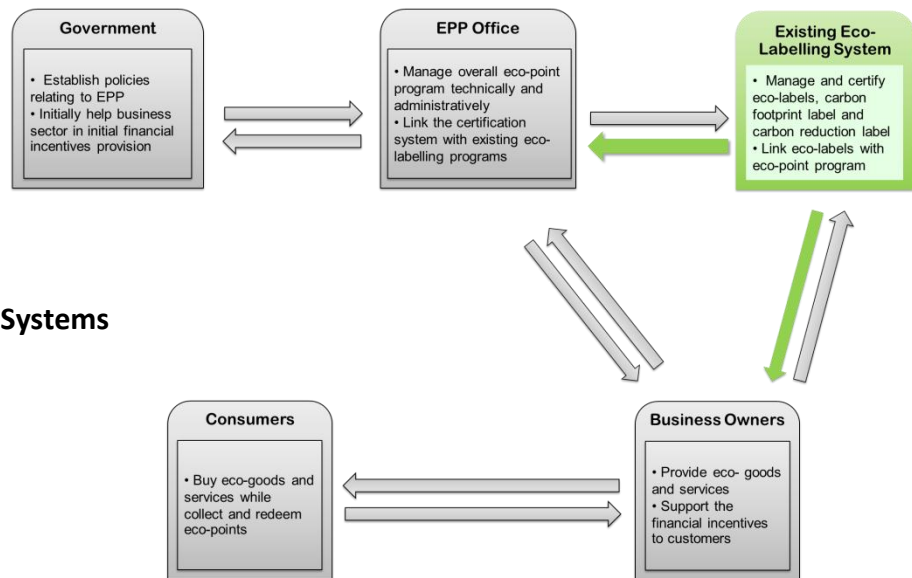 Government
• Establish policies
relating to EPP
• Initially help business
sector in initial financial
incentives provision
EPP Office
• Manage overall eco-point
program technically and
administratively
• Link the certification
system with existing eco-
labelling programs
Existing Eco-
Labelling System
• Manage and certify
eco-labels, carbon
footprint label and
carbon reduction label
• Link eco-labels with
eco-point program
Systems
Consumers
• Buy eco-goods and
services while
collect and redeem
eco-points
Business Owners
• Provide eco- goods
and services
• Support the
financial incentives
to customers